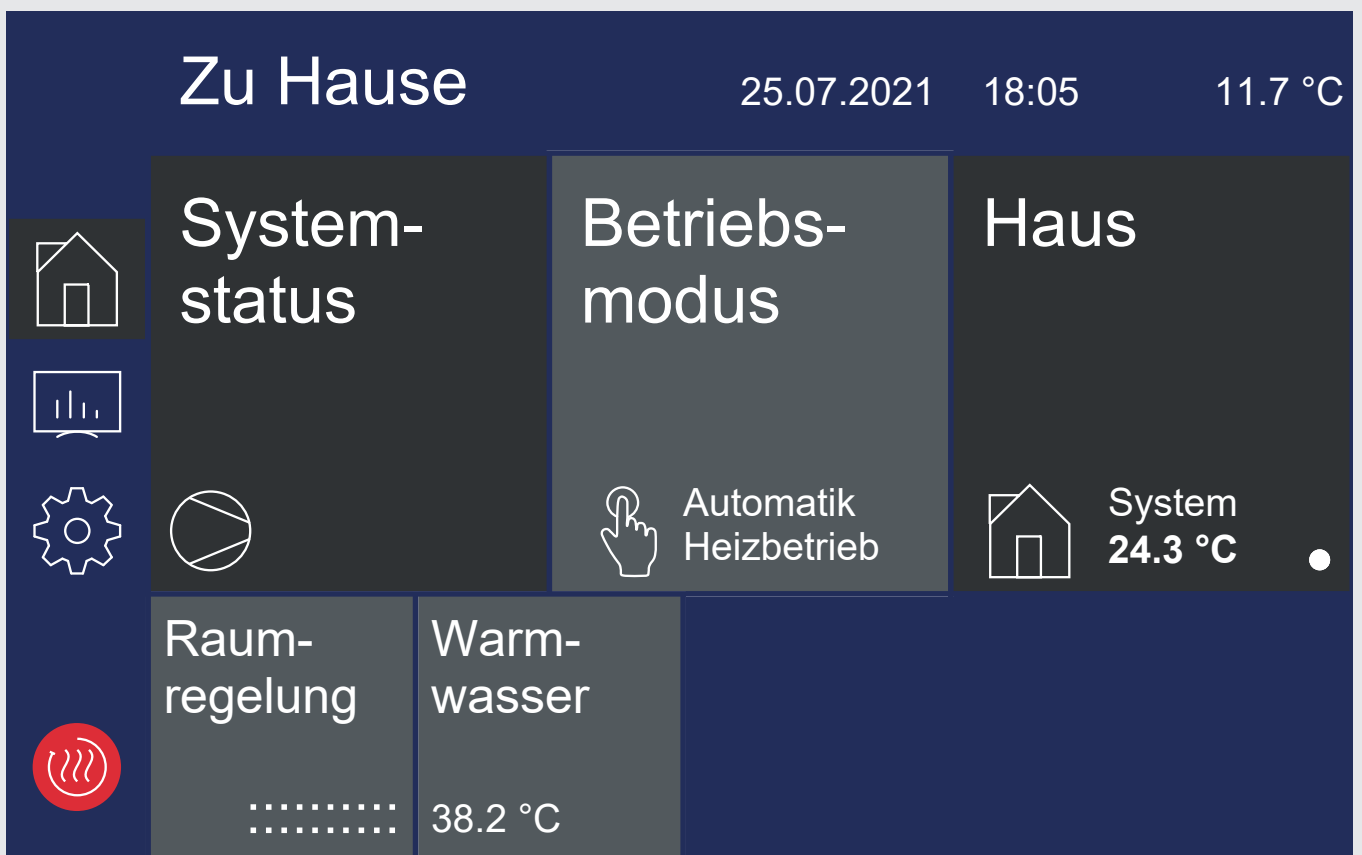 Zu Hause
25.07.2021 18:05 11.7 °C
System-
status
Betriebs-
modus
Automatik
Heizbetrieb
Haus
System
24.3 °C
Raum-
regelung
Warm-
wasser
38.2 °C